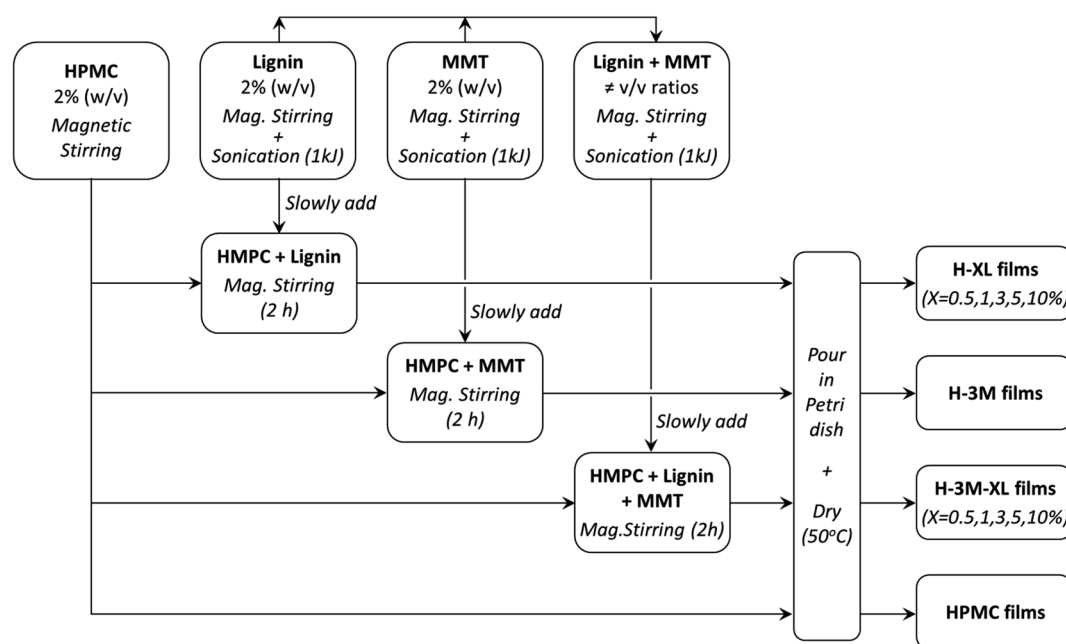 HPMC
2% (w/v)
Magnetic
Stirring
Lignin
2% (w/v)
Mag. Stirring
+
Sonication (1kJ)
MMT
2% (w/v)
Mag. Stirring
+
Sonication (1kJ)
Lignin + MMT
≠ v/v ratios
Mag. Stirring
+
Sonication (1kJ)
Slowly add
HMPC + Lignin
Mag. Stirring
(2 h)
Slowly add
HMPC + MMT
Mag. Stirring
(2 h)
Slowly add
HMPC + Lignin
+ MMT
Mag.Stirring (2h)
Pour
in
Petri
dish
+
Dry
(50°C)
H-XL films
(X=0.5,1,3,5,10%)
H-3M films
H-3M-XL films
(X=0.5,1,3,5,10%)
HPMC films